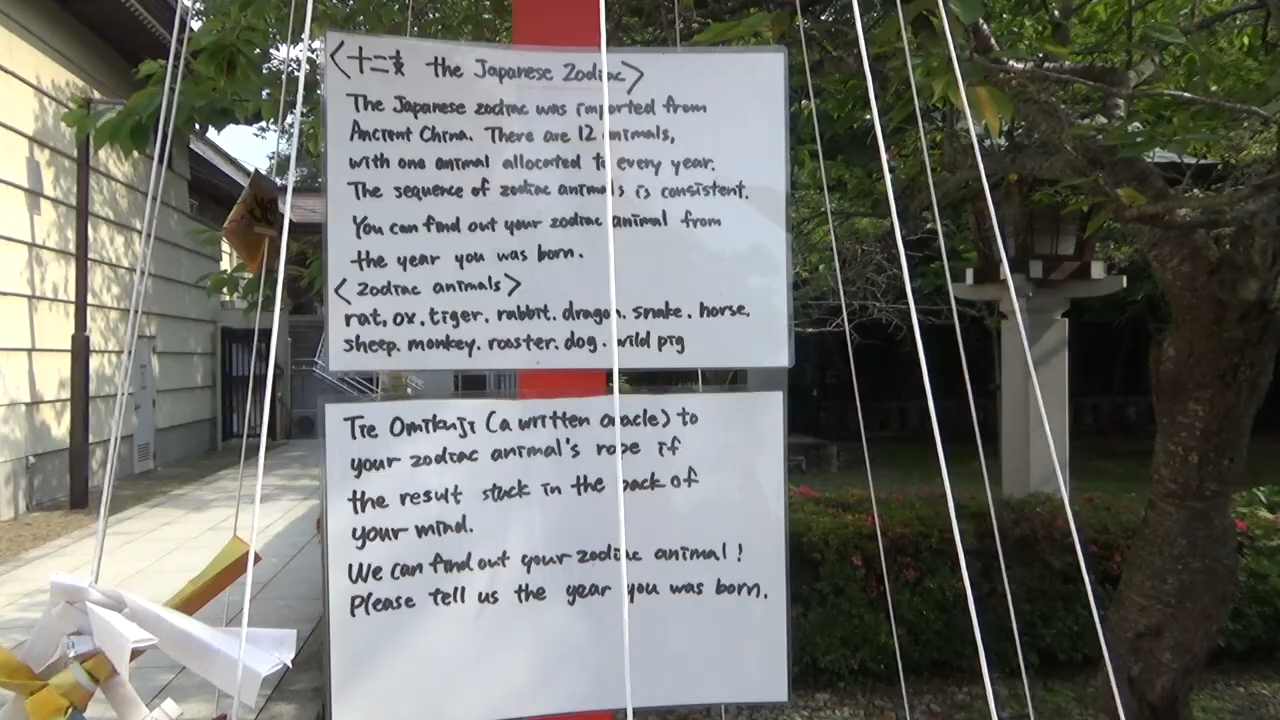 <十二支 the Japanese Zodiac>
The Japanese zodiac was imported from
Ancient China. There are 12 animals,
with one animal allocated to every year.
The sequence of zodiac animals is consistent.
You can find out your zodiac animal from
the year you was born.
<zodiac animals>
rat, ox, tiger, rabbit, dragon, snake, horse,
sheep, monkey, rooster, dog, wild pig
Tie Omikuji (a written oracle) to
your zodiac animal's rope if
the result stuck in the back of
your mind.
We can find out your zodiac animal!
Please tell us the year you was born.